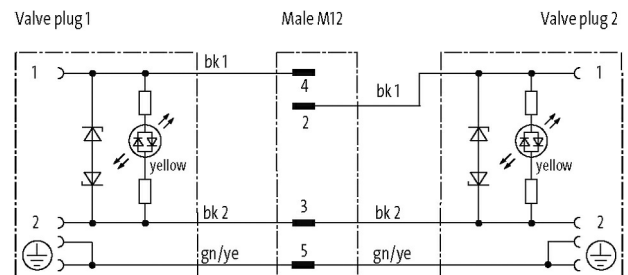 Valve plug 1 Male M12 Valve plug 2
1 bk 1 4 bk 1 1
2
yellow yellow
2 bk 2 3 bk 2 2
gn/ye 5 gn/ye